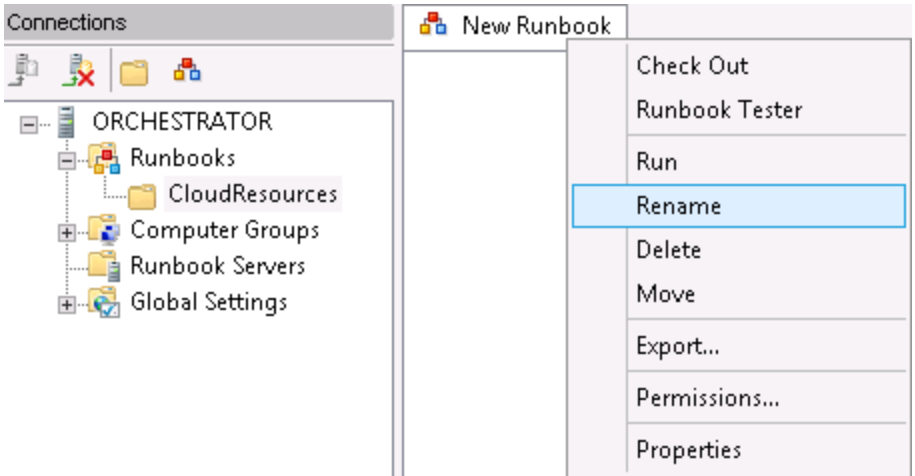 Connections
ORCHESTRATOR
Runbooks
CloudResources
Computer Groups
Runbook Servers
Global Settings
New Runbook
Check Out
Runbook Tester
Run
Rename
Delete
Move
Export...
Permissions...
Properties